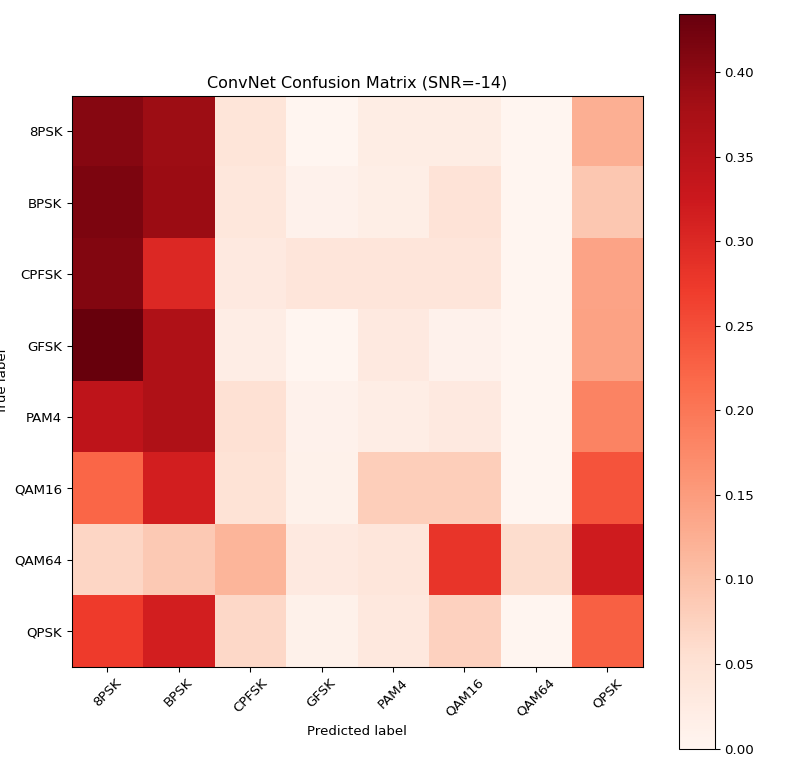 ConvNet Confusion Matrix (SNR=-14)
8PSK
BPSK
CPFSK
GFSK
PAM4
QAM16
QAM64
QPSK
8PSK
BPSK
CPFSK
GFSK
PAM4
QAM16
QAM64
QPSK
Predicted label
0.40
0.35
0.30
0.25
0.20
0.15
0.10
0.05
0.00